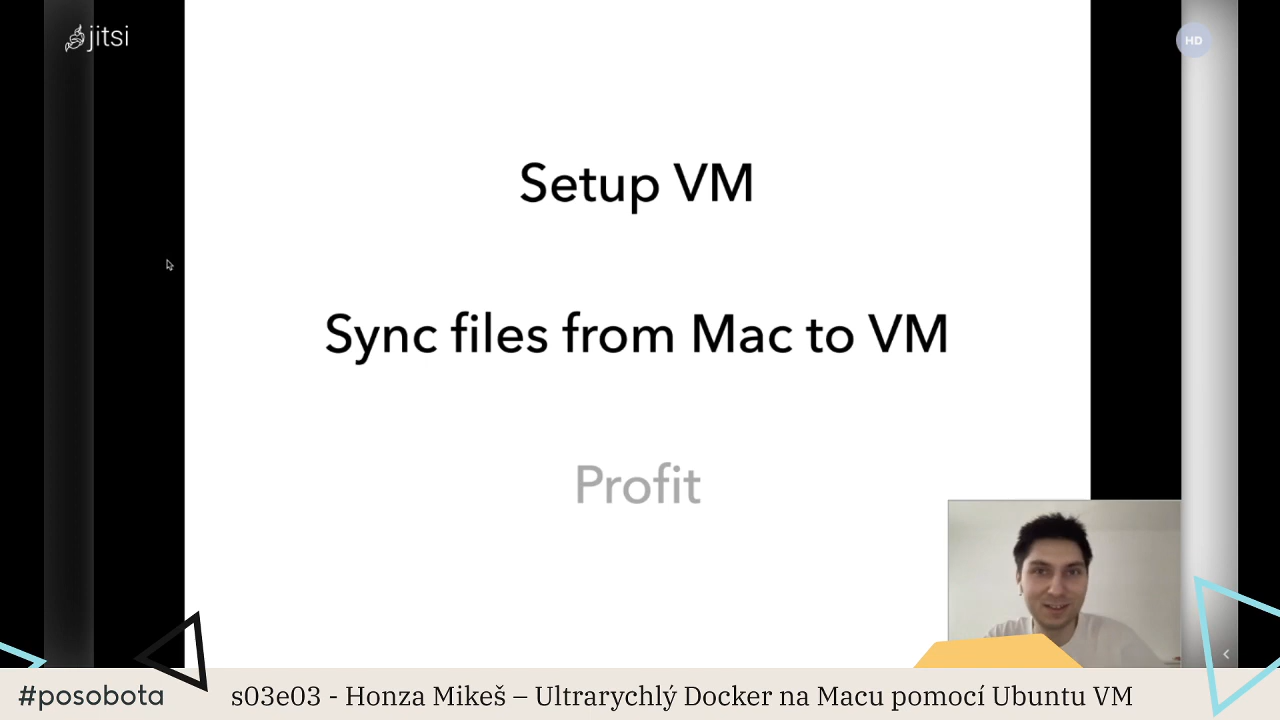 jitsi
HD
Setup VM
Sync files from Mac to VM
Profit
#posobota
s03e03 - Honza Mikeš – Ultrarychlý Docker na Macu pomocí Ubuntu VM